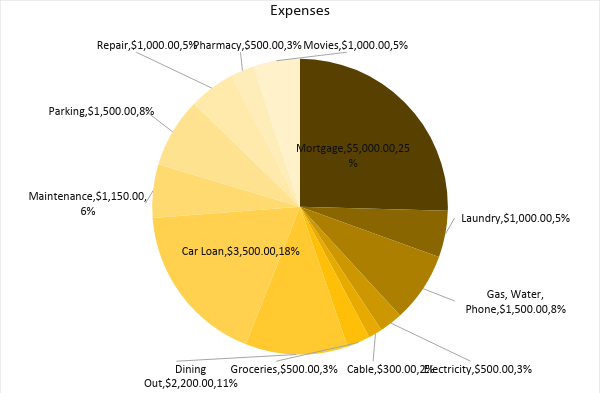 Expenses
Repair,$1,000.00,5%
Pharmacy,$500.00,3%
Movies,$1,000.00,5%
Parking,$1,500.00,8%
Mortgage,$5,000.00,25
%
Maintenance,$1,150.00,
6%
Laundry,$1,000.00,5%
Car Loan,$3,500.00,18%
Gas, Water,
Phone,$1,500.00,8%
Dining
Out,$2,200.00,11%
Groceries,$500.00,3%
Cable,$300.00,2%
Electricity,$500.00,3%